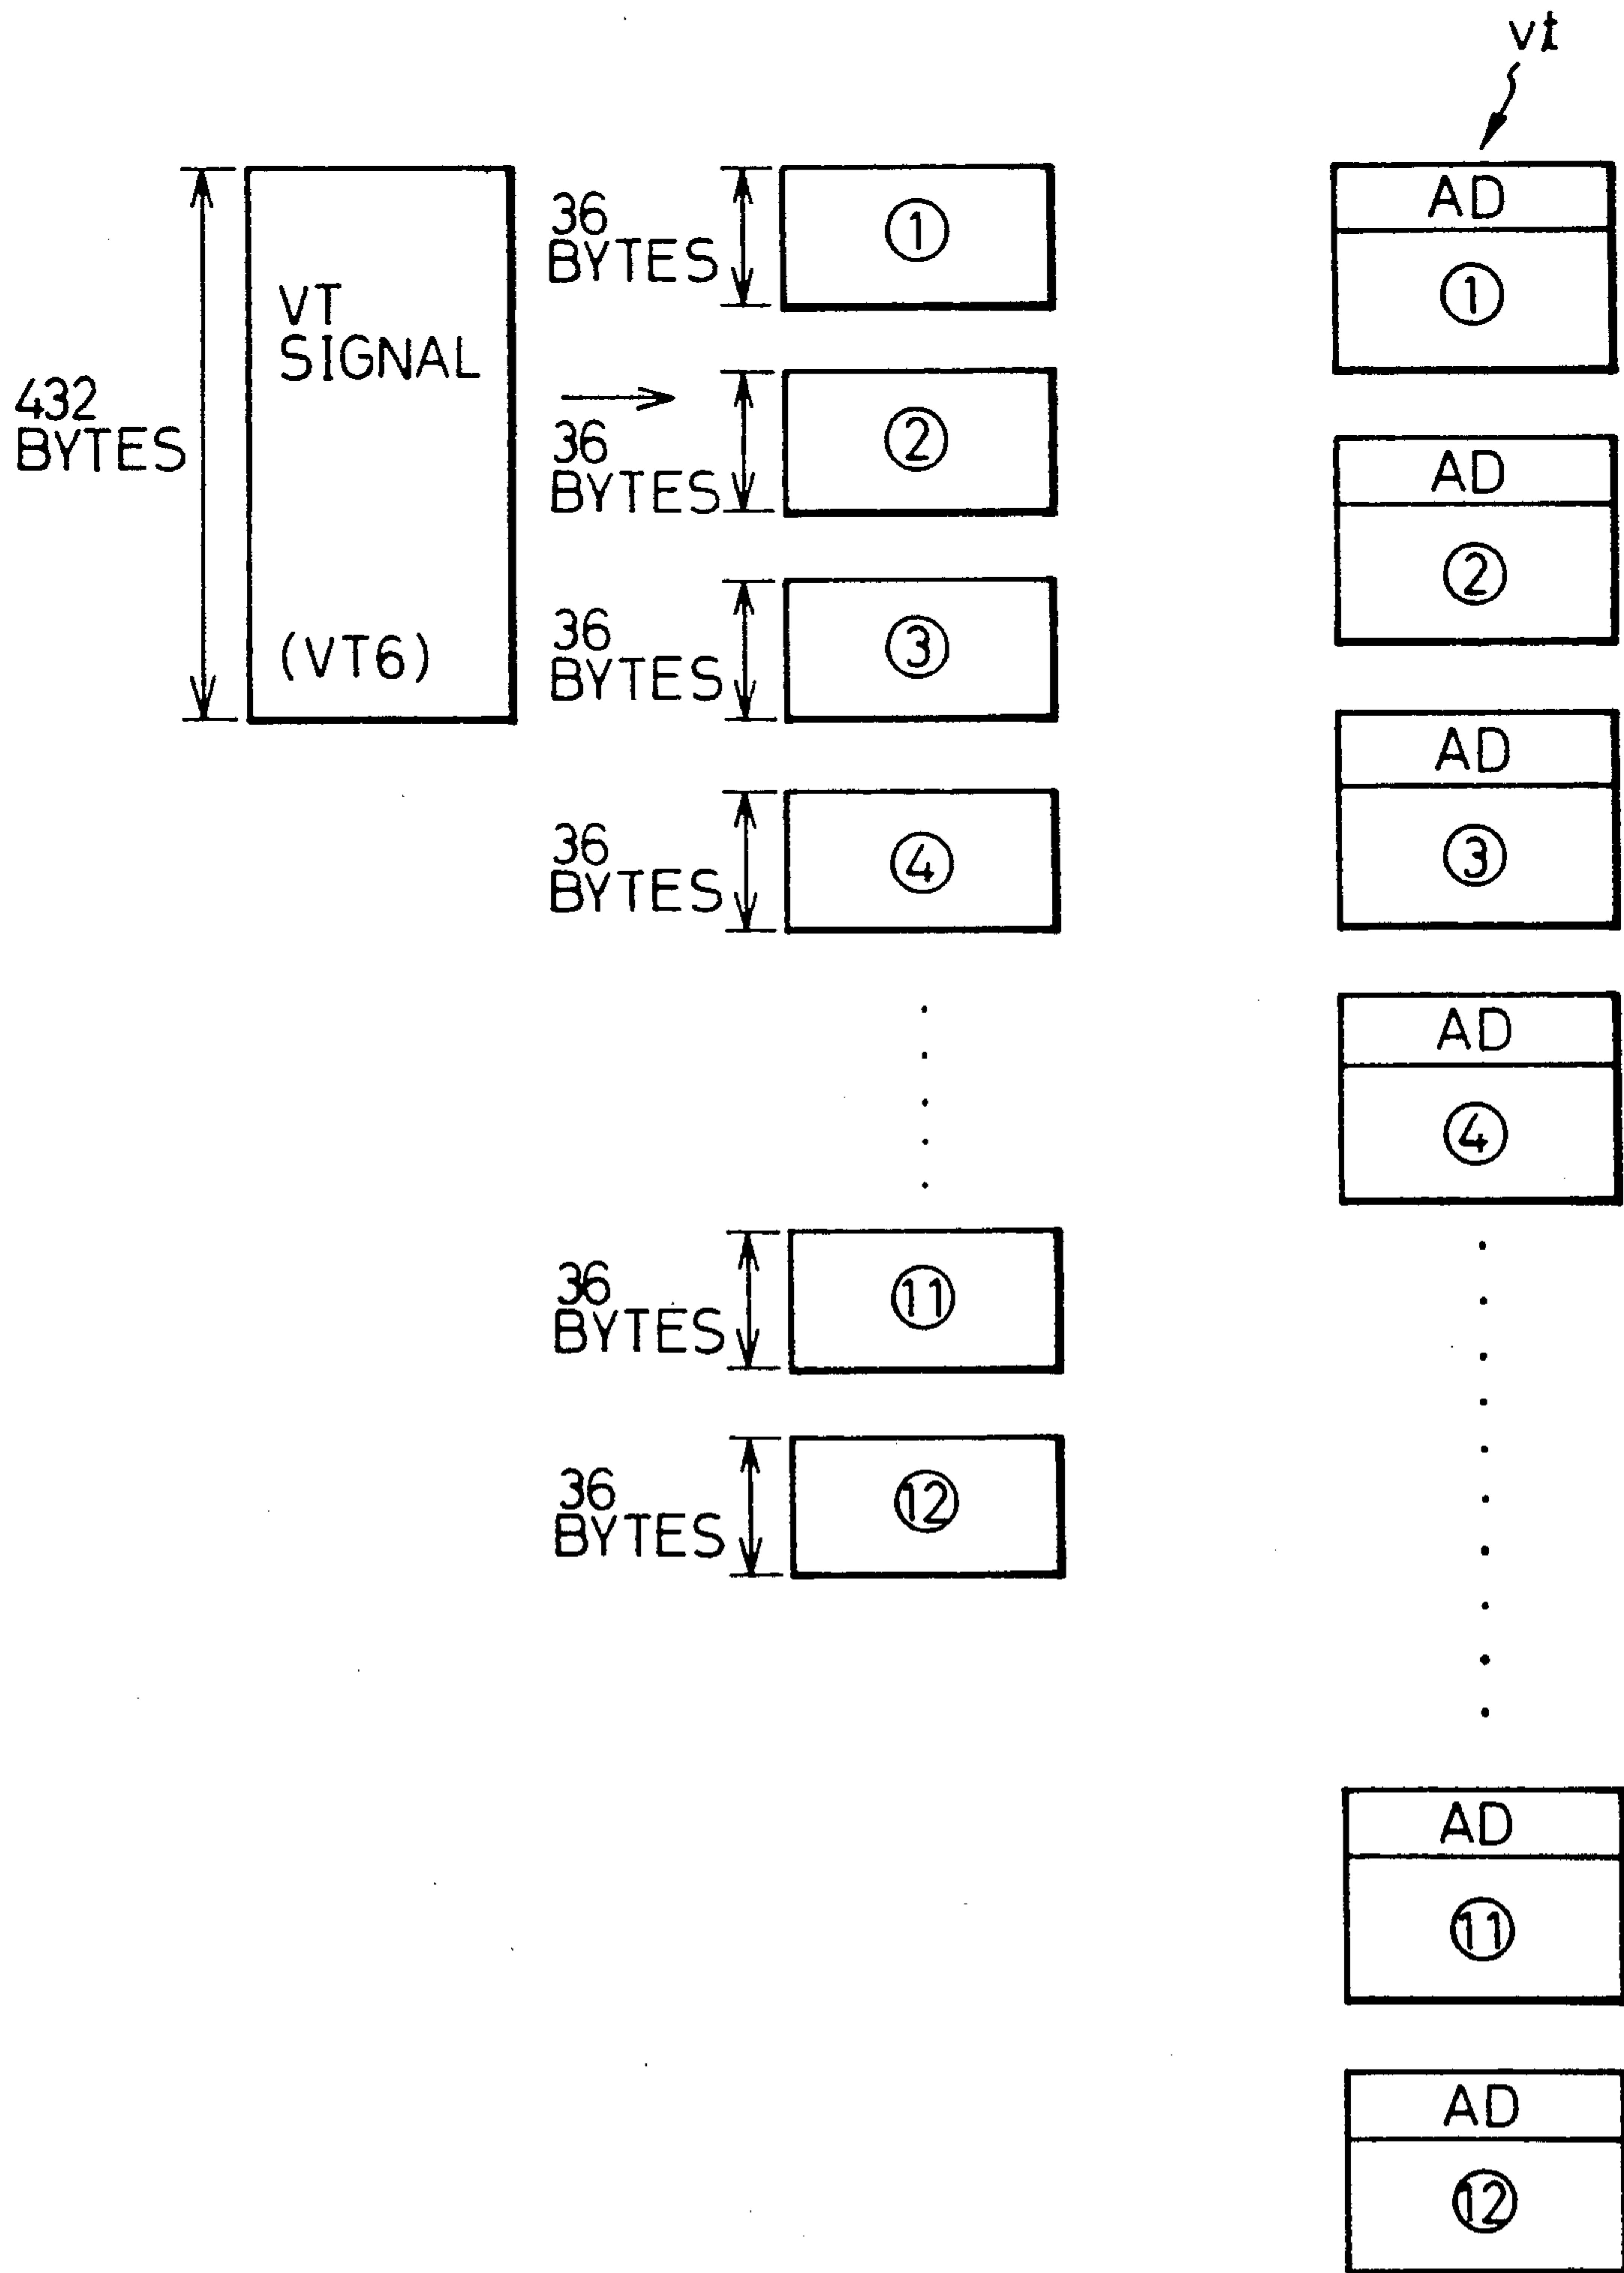 vt
432
BYTES
VT
SIGNAL
(VT6)
36
BYTES
①
36
BYTES
②
36
BYTES
③
36
BYTES
④
36
BYTES
⑪
36
BYTES
⑫
AD
①
AD
②
AD
③
AD
④
AD
⑪
AD
⑫